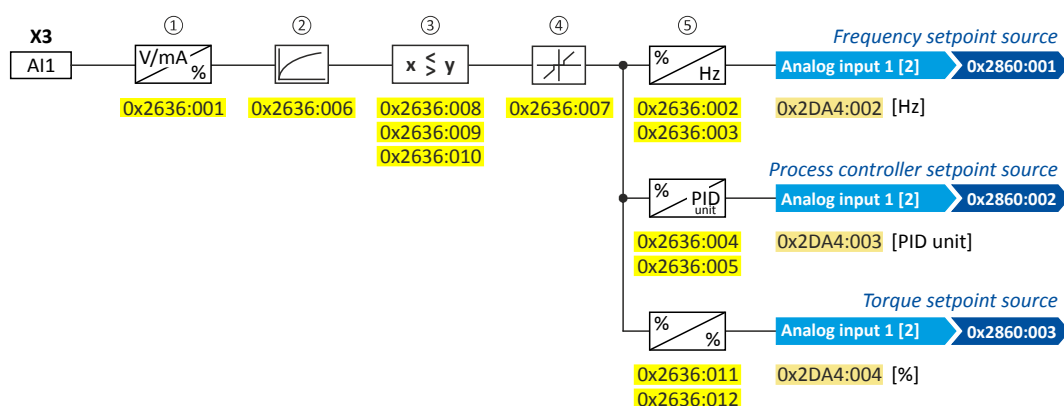 ① ② ③ ④ ⑤
X3
AI1
V/mA
%
x ≶ y
%
Hz
Frequency setpoint source
Analog input 1 [2] 0x2860:001
0x2636:001 0x2636:006 0x2636:008 0x2636:007 0x2636:002 0x2DA4:002 [Hz]
0x2636:009 0x2636:003
0x2636:010
Process controller setpoint source
%
PID
unit
Analog input 1 [2] 0x2860:002
0x2636:004 0x2DA4:003 [PID unit]
0x2636:005
Torque setpoint source
%
%
Analog input 1 [2] 0x2860:003
0x2636:011 0x2DA4:004 [%]
0x2636:012